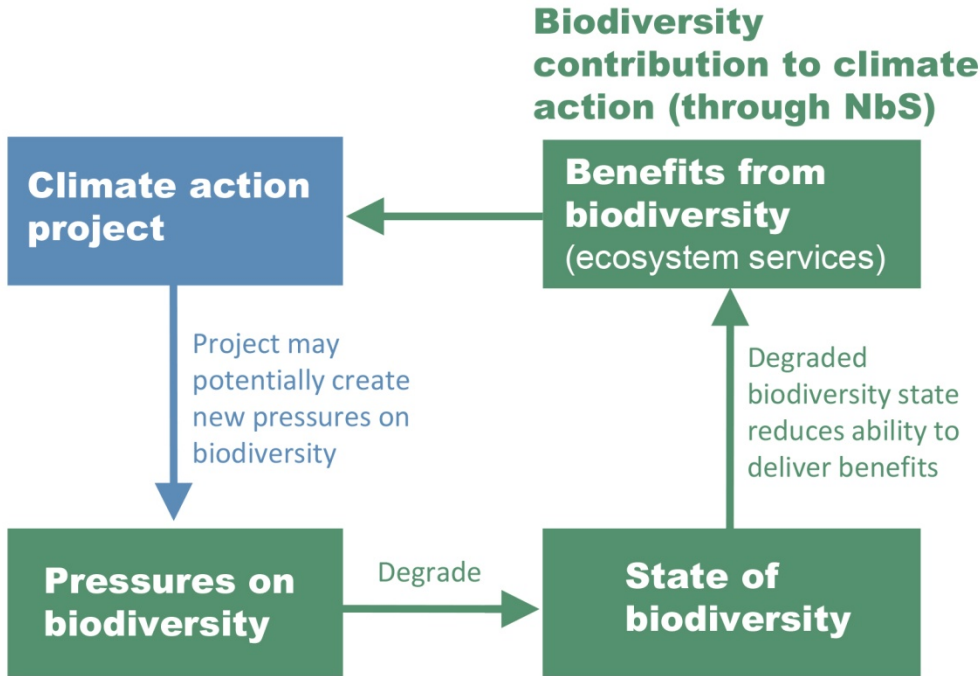 Biodiversity
contribution to climate
action (through NbS)
Climate action
project
Benefits from
biodiversity
(ecosystem services)
Project may
potentially create
new pressures on
biodiversity
Degraded
biodiversity state
reduces ability to
deliver benefits
Pressures on
biodiversity
Degrade
State of
biodiversity